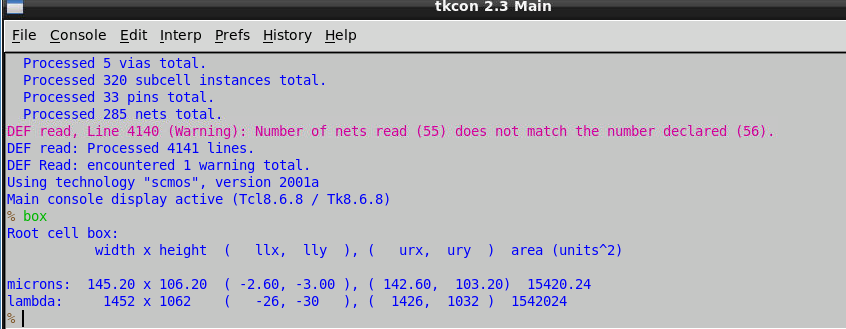 tkcon 2.3 Main
File Console Edit Interp Prefs History Help
Processed 5 vias total.
Processed 320 subcell instances total.
Processed 33 pins total.
Processed 285 nets total.
DEF read, Line 4140 (Warning): Number of nets read (55) does not match the number declared (56).
DEF read: Processed 4141 lines.
DEF Read: encountered 1 warning total.
Using technology "scmos", version 2001a
Main console display active (Tcl8.6.8 / Tk8.6.8)
% box
Root cell box:
width x height ( llx, lly ), ( urx, ury ) area (units^2)
microns: 145.20 x 106.20 ( -2.60, -3.00 ), ( 142.60, 103.20) 15420.24
lambda: 1452 x 1062 ( -26, -30 ), ( 1426, 1032 ) 1542024
%